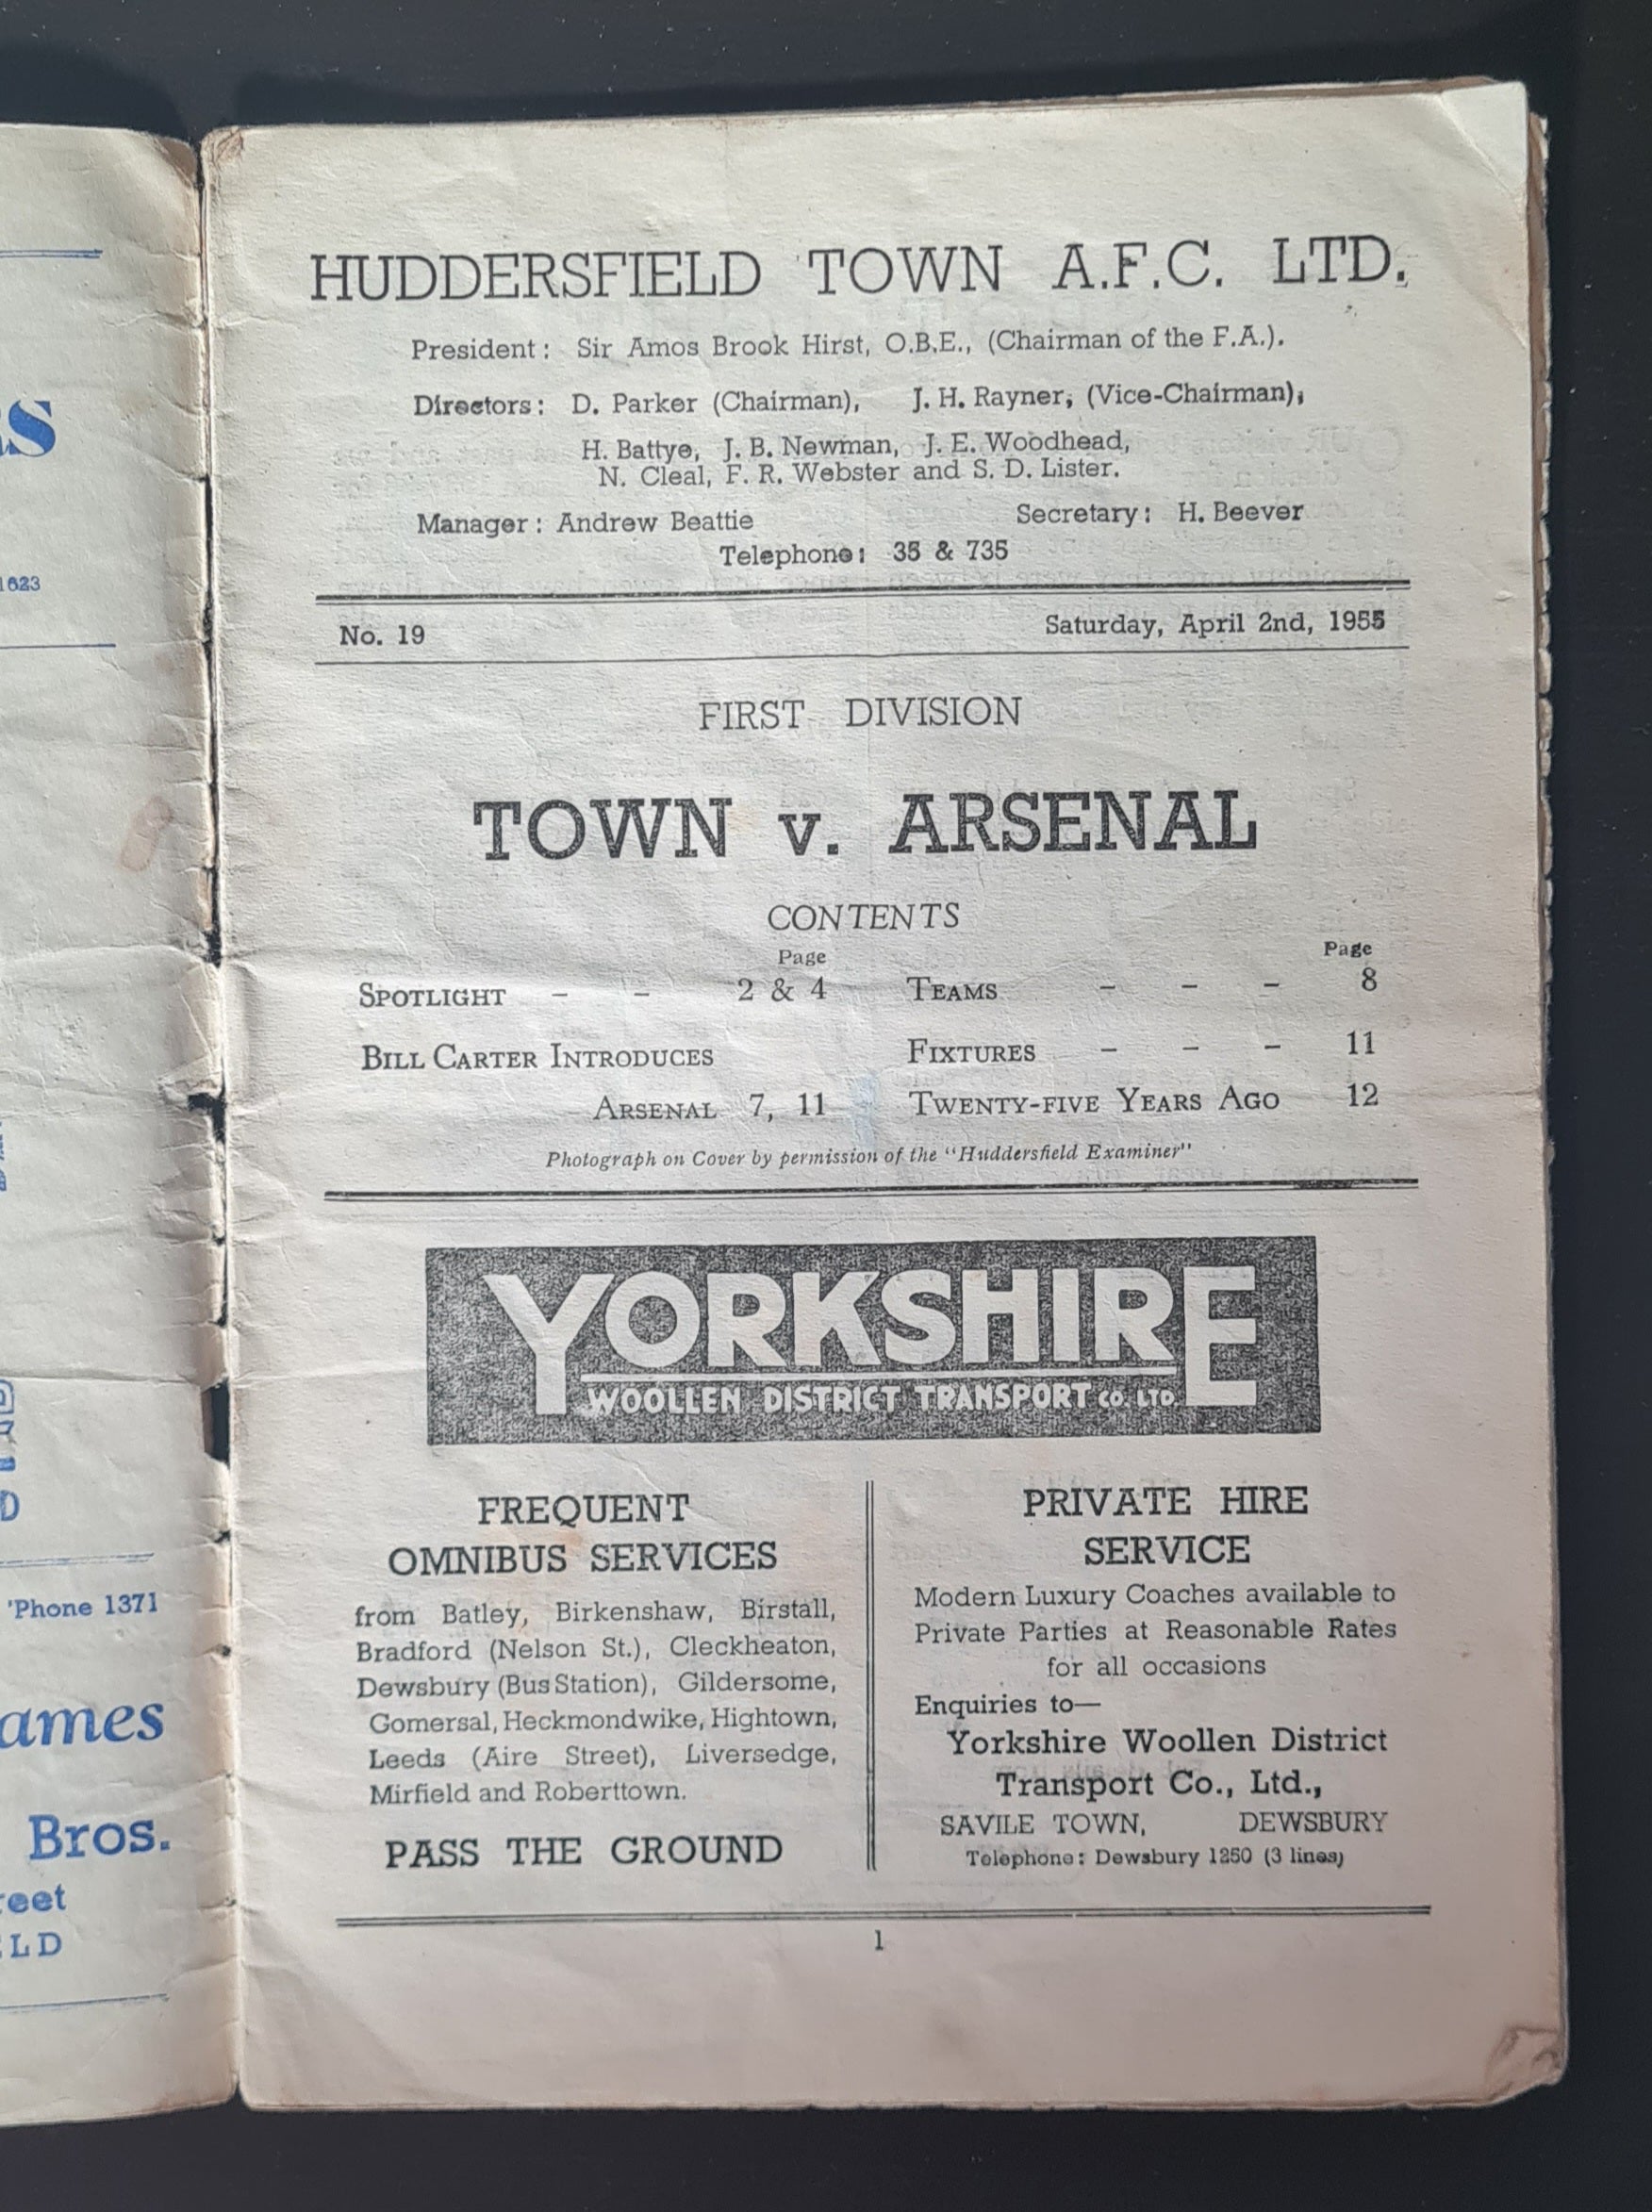 s
1623
D
'Phone 1371
ames
Bros.
reet
LD
HUDDERSFIELD TOWN A.F.C. LTD.
President: Sir Amos Brook Hirst, O.B.E., (Chairman of the F.A.).
Directors: D. Parker (Chairman), J. H. Rayner, (Vice-Chairman),
H. Battye, J. B. Newman, J. E. Woodhead,
N. Cleal, F. R. Webster and S. D. Lister.
Manager: Andrew Beattie Secretary: H. Beever
Telephone: 35 & 735
No. 19 Saturday, April 2nd, 1955
FIRST DIVISION
TOWN v. ARSENAL
CONTENTS
Page Page
SPOTLIGHT - - 2 & 4 TEAMS - - - 8
BILL CARTER INTRODUCES FIXTURES - - - 11
ARSENAL 7, 11 TWENTY-FIVE YEARS AGO 12
Photograph on Cover by permission of the "Huddersfield Examiner"
YORKSHIRE
WOOLLEN DISTRICT TRANSPORT CO. LTD.
FREQUENT
OMNIBUS SERVICES
from Batley, Birkenshaw, Birstall,
Bradford (Nelson St.), Cleckheaton,
Dewsbury (Bus Station), Gildersome,
Gomersal, Heckmondwike, Hightown,
Leeds (Aire Street), Liversedge,
Mirfield and Roberttown.
PASS THE GROUND
PRIVATE HIRE
SERVICE
Modern Luxury Coaches available to
Private Parties at Reasonable Rates
for all occasions
Enquiries to—
Yorkshire Woollen District
Transport Co., Ltd.,
SAVILE TOWN, DEWSBURY
Telephone: Dewsbury 1250 (3 lines)
1